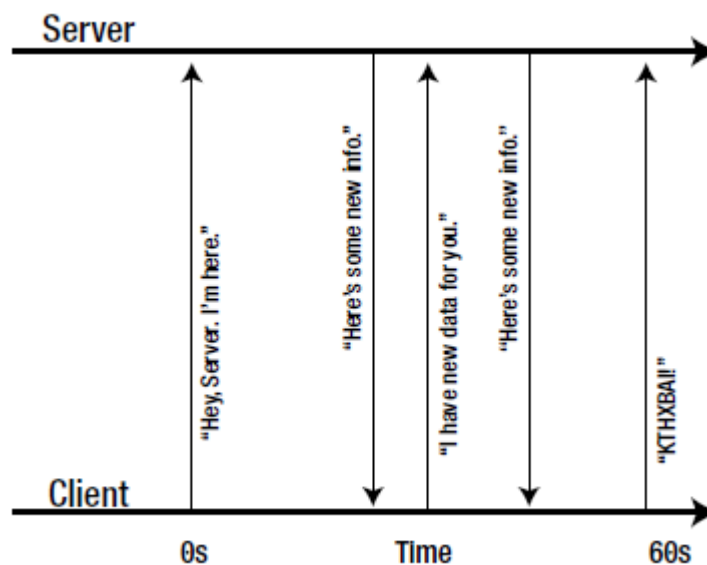 Server
“Hey, Server. I'm here.”
“Here's some new info.”
“I have new data for you.”
“Here's some new info.”
“KTHXBAI!”
Client
0s
Time
60s